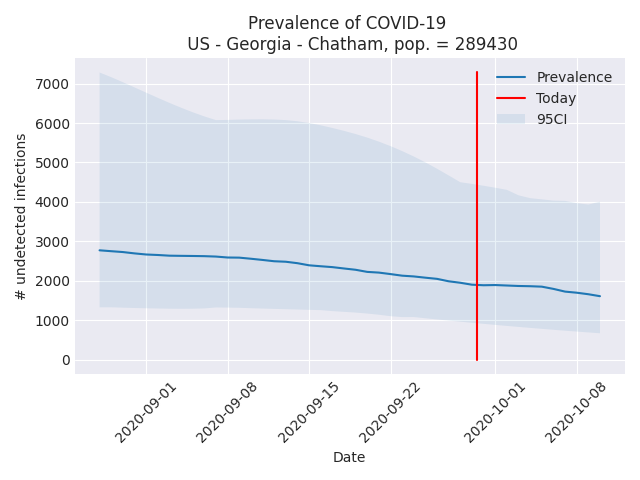 Prevalence of COVID-19
US - Georgia - Chatham, pop. = 289430
# undetected infections
7000
6000
5000
4000
3000
2000
1000
0
Prevalence
Today
95CI
2020-09-01
2020-09-08
2020-09-15
2020-09-22
2020-10-01
2020-10-08
Date